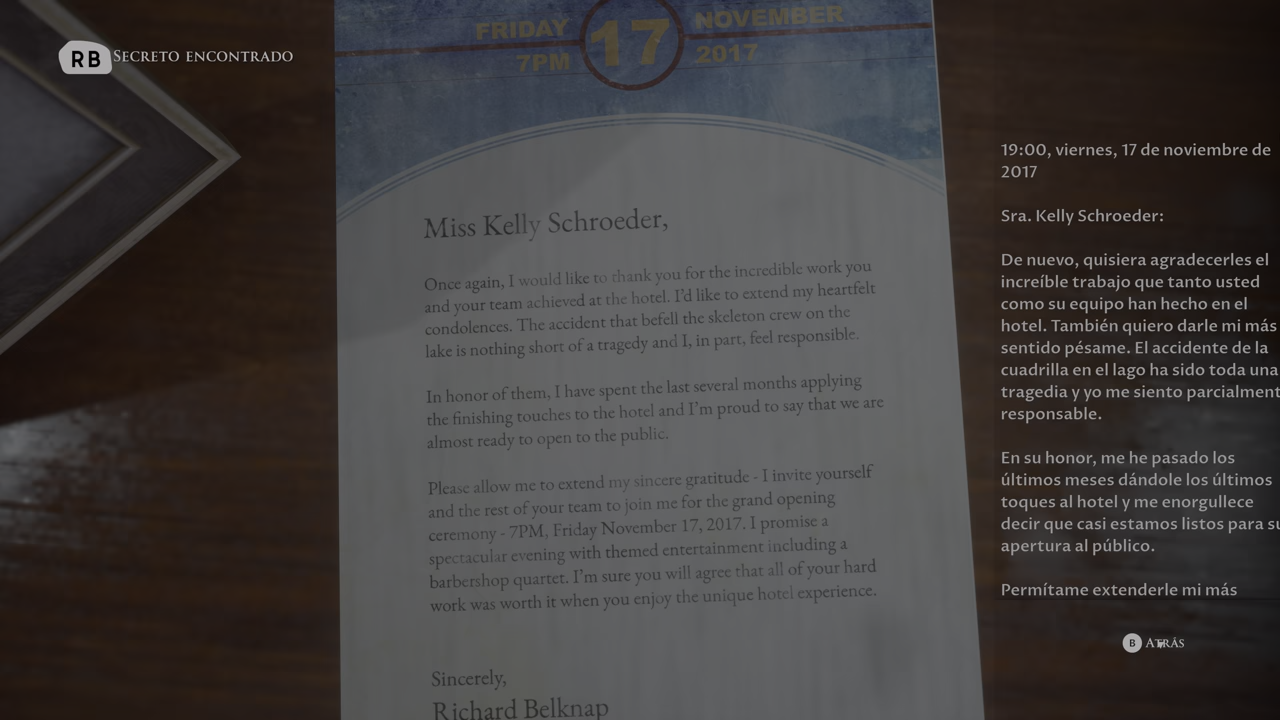 RB SECRETO ENCONTRADO
FRIDAY 17 NOVEMBER
7PM 2017
Miss Kelly Schroeder,
Once again, I would like to thank you for the incredible work you
and your team achieved at the hotel. I'd like to extend my heartfelt
condolences. The accident that befell the skeleton crew on the
lake is nothing short of a tragedy and I, in part, feel responsible.
In honor of them, I have spent the last several months applying
the finishing touches to the hotel and I'm proud to say that we are
almost ready to open to the public.
Please allow me to extend my sincere gratitude - I invite yourself
and the rest of your team to join me for the grand opening
ceremony - 7PM, Friday November 17, 2017. I promise a
spectacular evening with themed entertainment including a
barbershop quartet. I'm sure you will agree that all of your hard
work was worth it when you enjoy the unique hotel experience.
Sincerely,
Richard Belknap
19:00, viernes, 17 de noviembre de
2017
Sra. Kelly Schroeder:
De nuevo, quisiera agradecerles el
increíble trabajo que tanto usted
como su equipo han hecho en el
hotel. También quiero darle mi más
sentido pésame. El accidente de la
cuadrilla en el lago ha sido toda una
tragedia y yo me siento parcialment
responsable.
En su honor, me he pasado los
últimos meses dándole los últimos
toques al hotel y me enorgullece
decir que casi estamos listos para su
apertura al público.
Permítame extenderle mi más
B ATRÁS